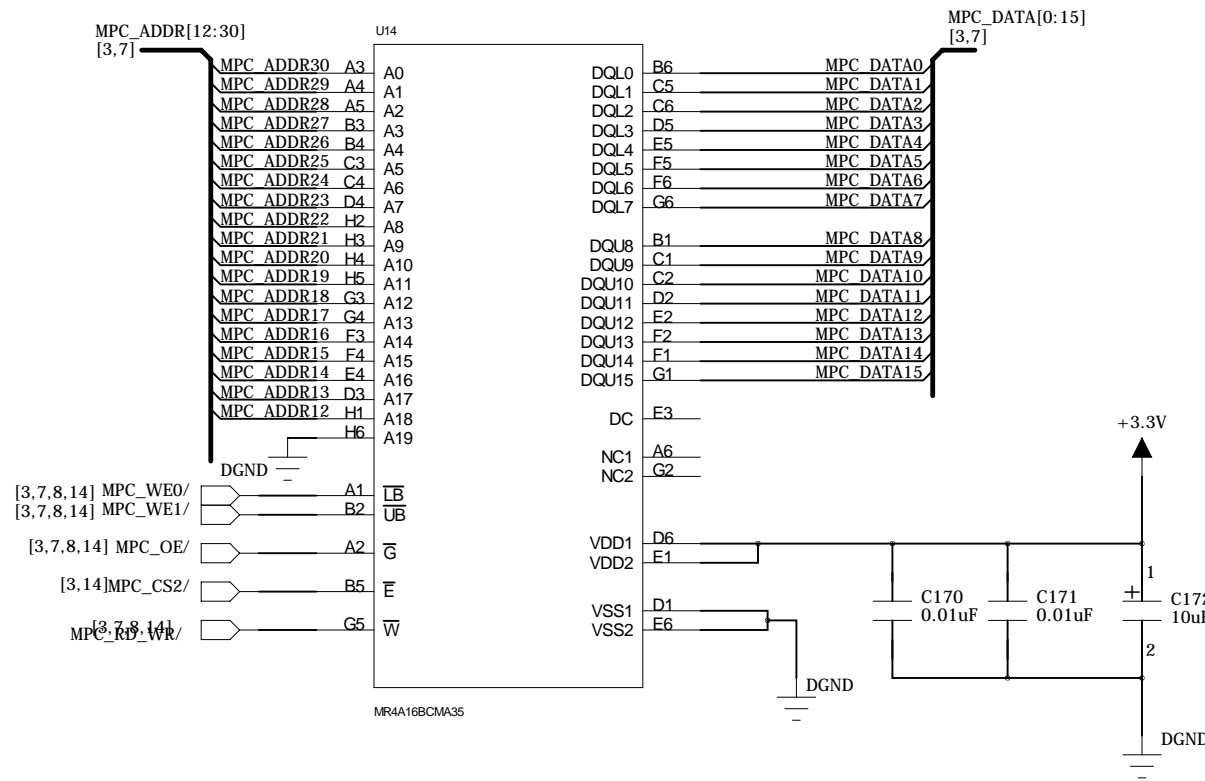 MPC_ADDR[12:30]
[3,7]
U14
MPC_DATA[0:15]
[3,7]
MPC_ADDR30 A3 A0
MPC_ADDR29 A4 A1
MPC_ADDR28 A5 A2
MPC_ADDR27 B3 A3
MPC_ADDR26 B4 A4
MPC_ADDR25 C3 A5
MPC_ADDR24 C4 A6
MPC_ADDR23 D4 A7
MPC_ADDR22 H2 A8
MPC_ADDR21 H3 A9
MPC_ADDR20 H4 A10
MPC_ADDR19 H5 A11
MPC_ADDR18 G3 A12
MPC_ADDR17 G4 A13
MPC_ADDR16 F3 A14
MPC_ADDR15 F4 A15
MPC_ADDR14 E4 A16
MPC_ADDR13 D3 A17
MPC_ADDR12 H1 A18
H6 A19
DGND
[3,7,8,14] MPC_WE0/ A1 LB
[3,7,8,14] MPC_WE1/ B2 UB
[3,7,8,14] MPC_OE/ A2 G
[3,14]MPC_CS2/ B5 E
[3,7,8,14]
MPC_RD_WR/ G5 W
DQL0 B6 MPC_DATA0
DQL1 C5 MPC_DATA1
DQL2 C6 MPC_DATA2
DQL3 D5 MPC_DATA3
DQL4 E5 MPC_DATA4
DQL5 F5 MPC_DATA5
DQL6 F6 MPC_DATA6
DQL7 G6 MPC_DATA7
DQU8 B1 MPC_DATA8
DQU9 C1 MPC_DATA9
DQU10 C2 MPC_DATA10
DQU11 D2 MPC_DATA11
DQU12 E2 MPC_DATA12
DQU13 F2 MPC_DATA13
DQU14 F1 MPC_DATA14
DQU15 G1 MPC_DATA15
DC E3
NC1 A6
NC2 G2
VDD1 D6
VDD2 E1
VSS1 D1
VSS2 E6
DGND
MR4A16BCMA35
+3.3V
C170
0.01uF
C171
0.01uF
1
+
C172
10uF
2
DGND